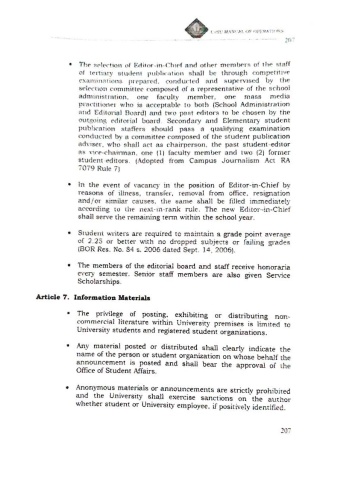 LNU MANUAL OF OPERATIONS
207
• The selection of Editor-in-Chief and other members of the staff
of tertiary student publication shall be through competitive
examinations prepared, conducted and supervised by the
selection committee composed of a representative of the school
administration, one faculty member, one mass media
practitioner who is acceptable to both (School Administration
and Editorial Board) and two past editors to be chosen by the
outgoing editorial board. Secondary and Elementary student
publication staffers should pass a qualifying examination
conducted by a committee composed of the student publication
adviser, who shall act as chairperson, the past student-editor
as vice-chairman, one (1) faculty member and two (2) former
student-editors. (Adopted from Campus Journalism Act RA
7079 Rule 7)
• In the event of vacancy in the position of Editor-in-Chief by
reasons of illness, transfer, removal from office, resignation
and/or similar causes, the same shall be filled immediately
according to the next-in-rank rule. The new Editor-in-Chief
shall serve the remaining term within the school year.
• Student writers are required to maintain a grade point average
of 2.25 or better with no dropped subjects or failing grades
(BOR Res. No. 84 s. 2006 dated Sept. 14, 2006).
• The members of the editorial board and staff receive honoraria
every semester. Senior staff members are also given Service
Scholarships.
Article 7. Information Materials
• The privilege of posting, exhibiting or distributing non-
commercial literature within University premises is limited to
University students and registered student organizations.
• Any material posted or distributed shall clearly indicate the
name of the person or student organization on whose behalf the
announcement is posted and shall bear the approval of the
Office of Student Affairs.
• Anonymous materials or announcements are strictly prohibited
and the University shall exercise sanctions on the author
whether student or University employee, if positively identified.
207